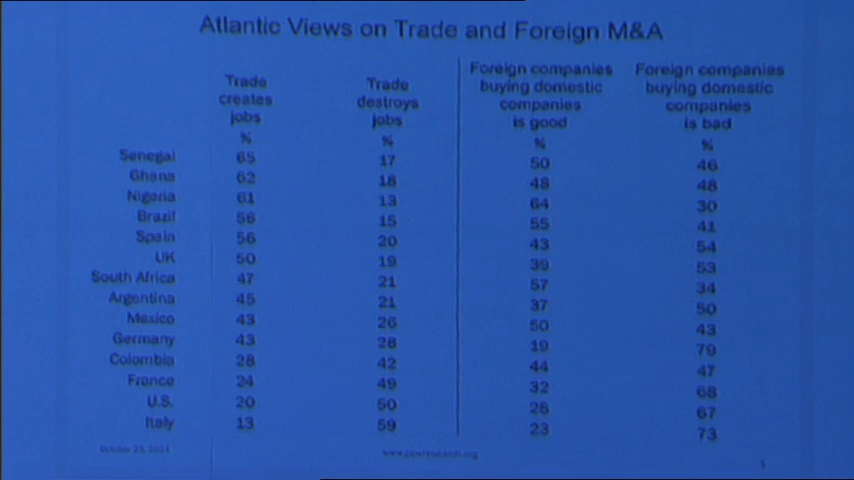 Atlantic Views on Trade and Foreign M&A
Trade creates jobs Trade destroys jobs Foreign companies buying domestic companies is good Foreign companies buying domestic companies is bad
% % % %
Senegal 65 17 50 46
Ghana 62 18 48 48
Nigeria 61 13 64 30
Brazil 56 15 55 41
Spain 56 20 43 54
UK 50 19 39 53
South Africa 47 21 57 34
Argentina 45 21 37 50
Mexico 43 26 50 43
Germany 43 28 19 79
Colombia 28 42 44 47
France 24 49 32 68
U.S. 20 50 28 67
Italy 13 59 23 73
October 23, 2014 www.pewresearch.org 1